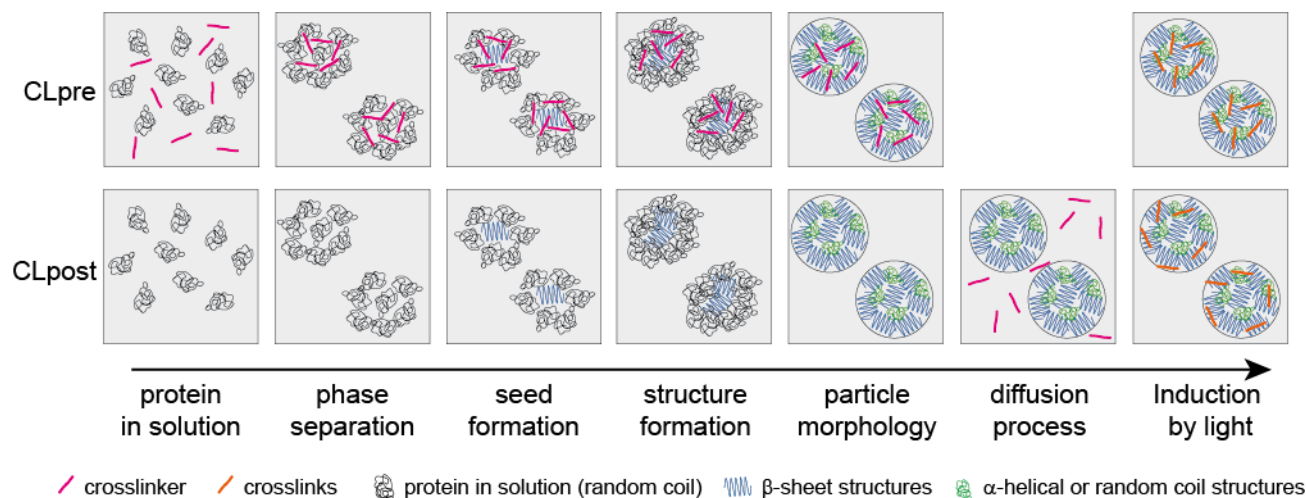 CLpre
CLpost
protein in solution
phase separation
seed formation
structure formation
particle morphology
diffusion process
Induction by light
crosslinker
crosslinks
protein in solution (random coil)
β-sheet structures
α-helical or random coil structures